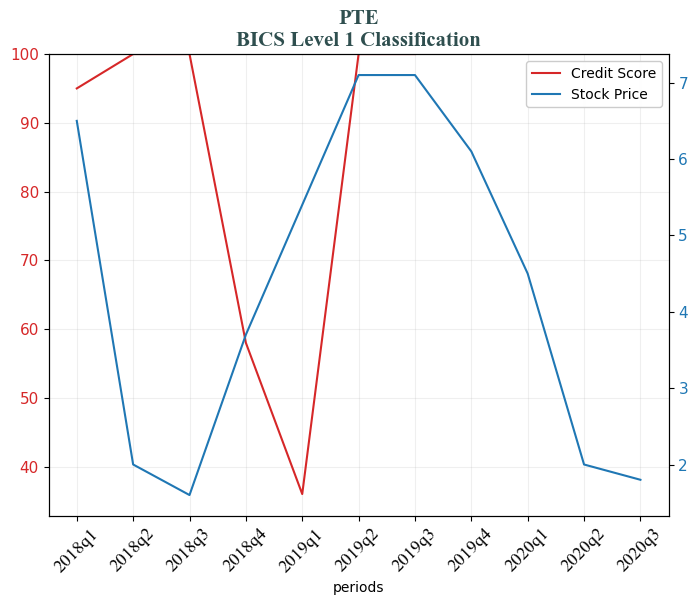 PTE
BICS Level 1 Classification
Credit Score
Stock Price
100
90
80
70
60
50
40
7
6
5
4
3
2
2018q1
2018q2
2018q3
2018q4
2019q1
2019q2
2019q3
2019q4
2020q1
2020q2
2020q3
periods